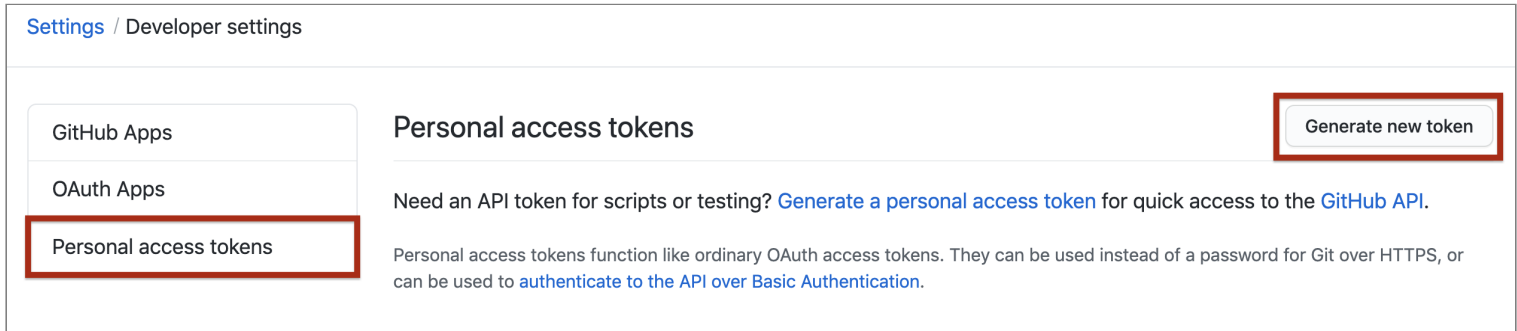 Settings / Developer settings
GitHub Apps
OAuth Apps
Personal access tokens
Personal access tokens
Generate new token
Need an API token for scripts or testing? Generate a personal access token for quick access to the GitHub API.
Personal access tokens function like ordinary OAuth access tokens. They can be used instead of a password for Git over HTTPS, or
can be used to authenticate to the API over Basic Authentication.